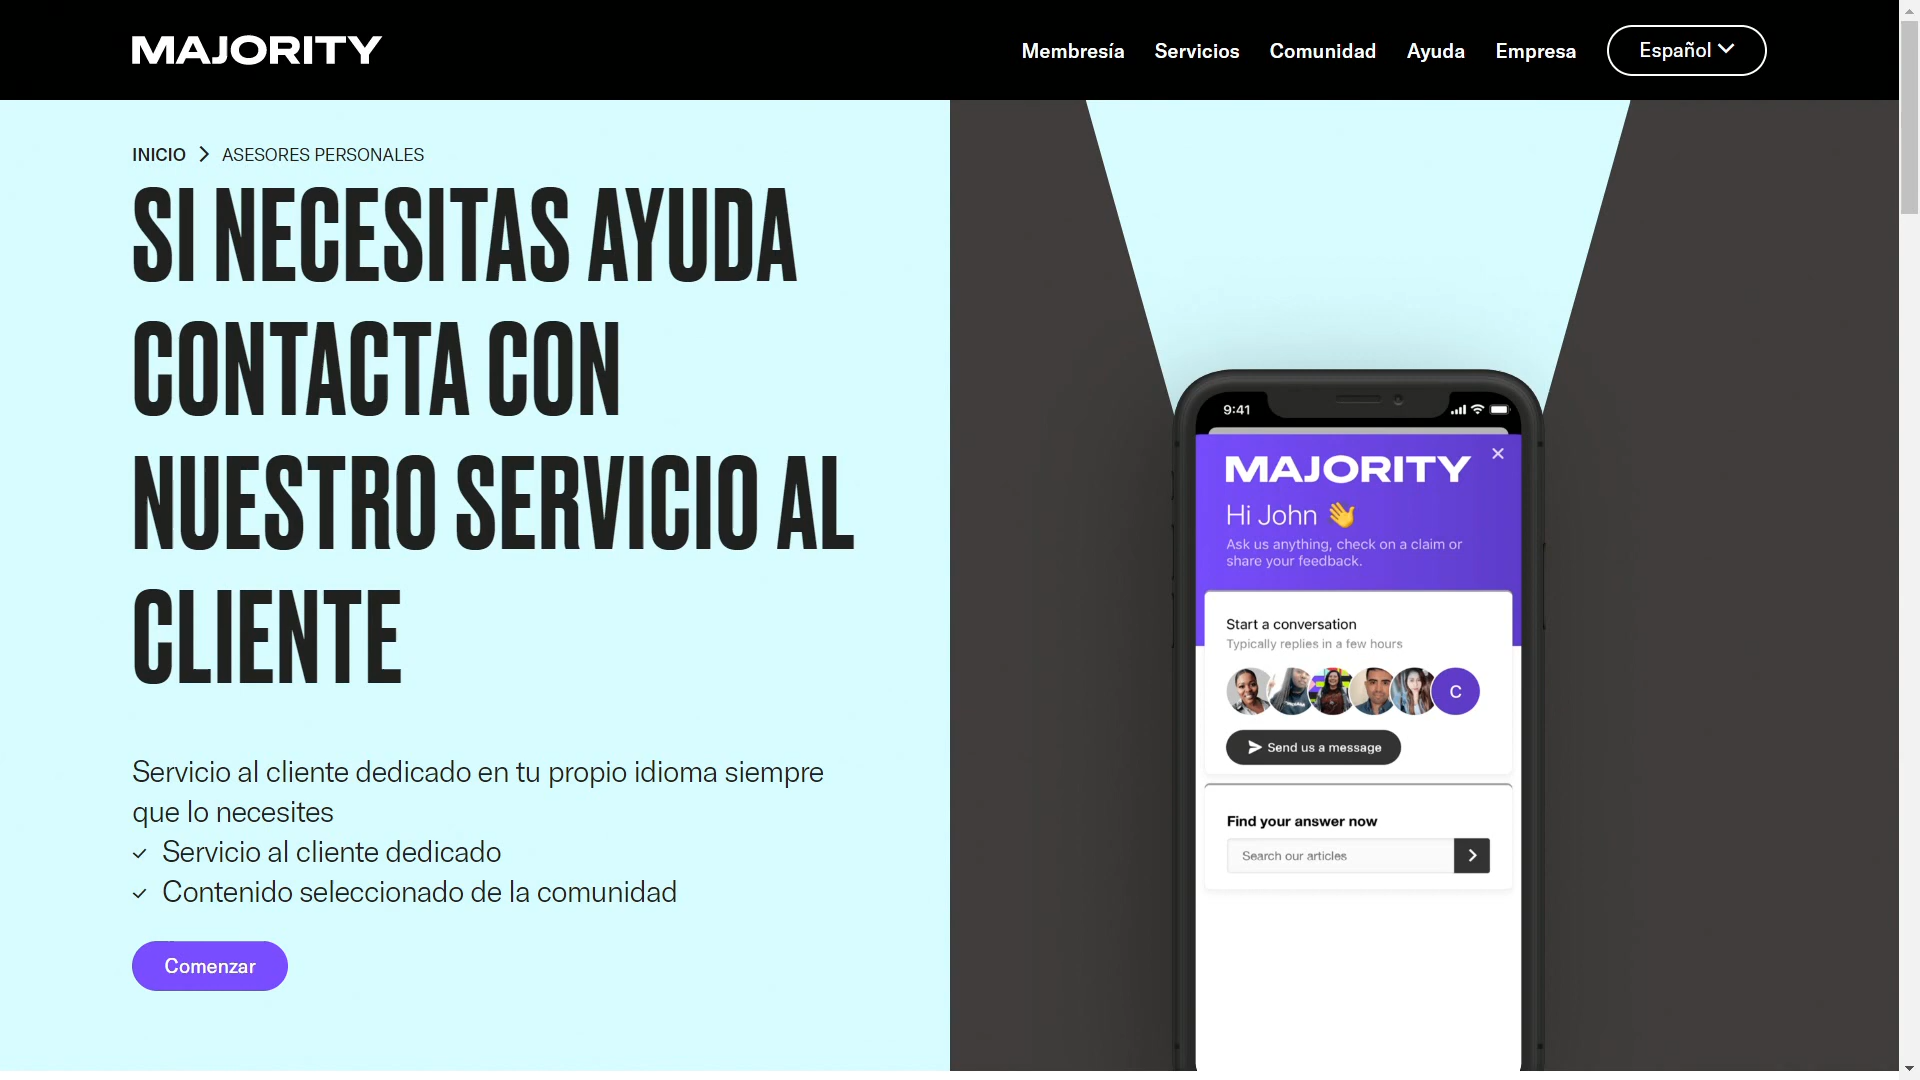 MAJORITY
Membresía Servicios Comunidad Ayuda Empresa Español
INICIO ASESORES PERSONALES
SI NECESITAS AYUDA
CONTACTA CON
NUESTRO SERVICIO AL
CLIENTE
Servicio al cliente dedicado en tu propio idioma siempre
que lo necesites
Servicio al cliente dedicado
Contenido seleccionado de la comunidad
Comenzar
9:41
MAJORITY
Hi John
Ask us anything, check on a claim or
share your feedback.
Start a conversation
Typically replies in a few hours
C
Send us a message
Find your answer now
Search our articles